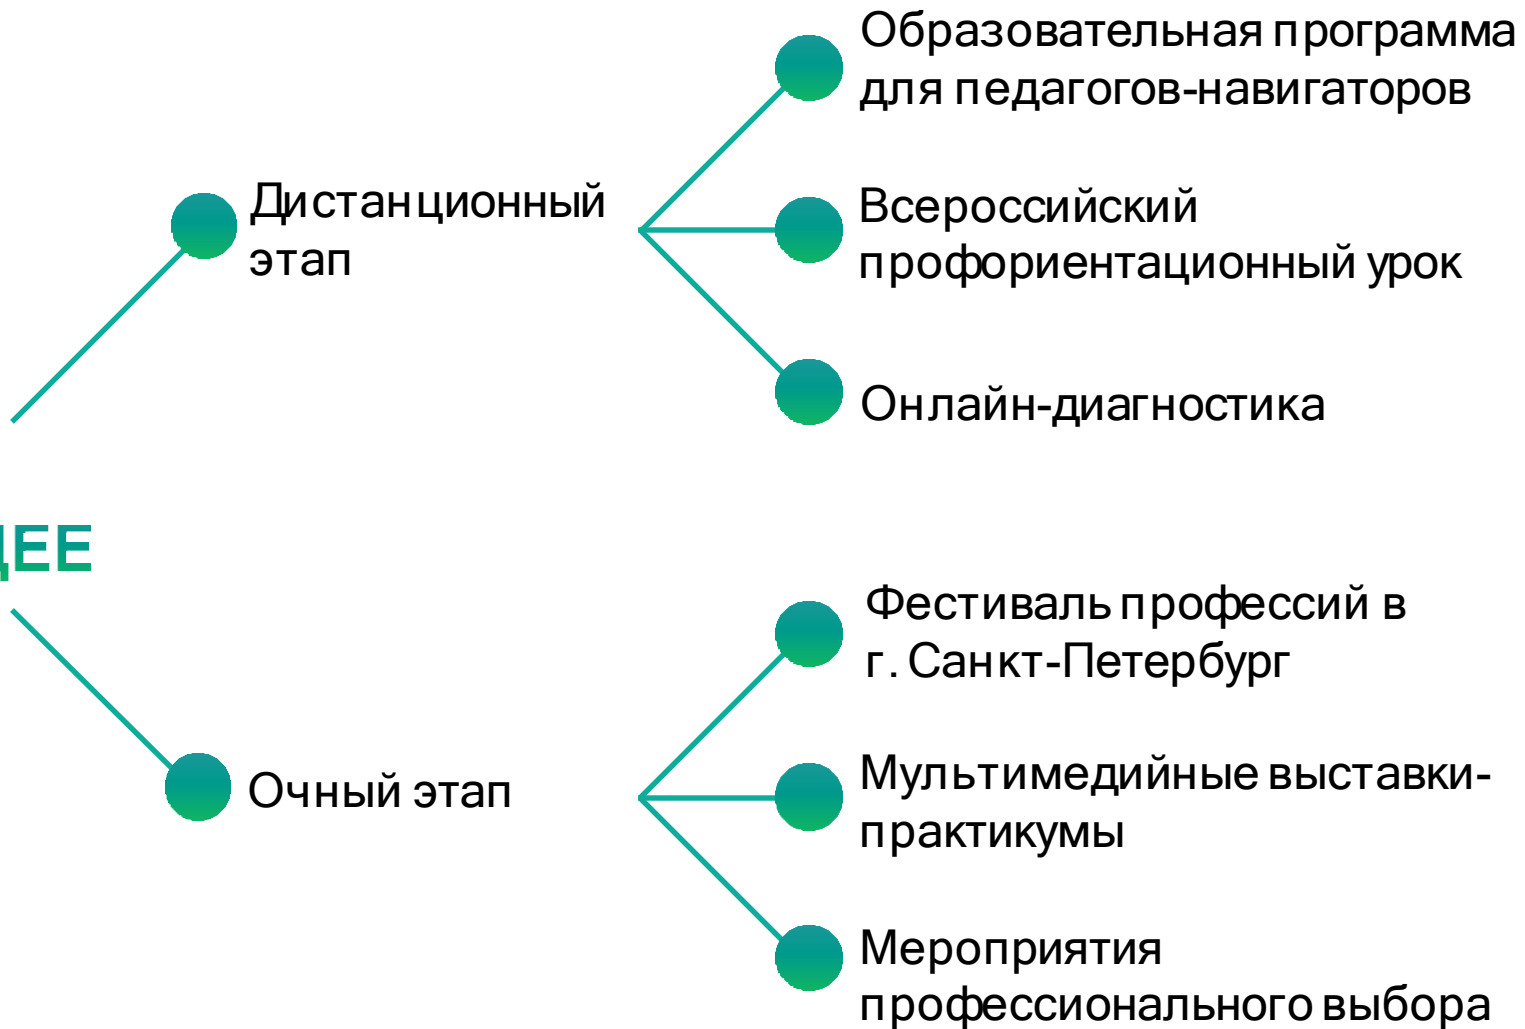 Образовательная программа
для педагогов-навигаторов
Дистанционный
этап
Всероссийский
профориентационный урок
Онлайн-диагностика
ЩЕЕ
Фестиваль профессий в
г. Санкт-Петербург
Очный этап
Мультимедийные выставки-
практикумы
Мероприятия
профессионального выбора